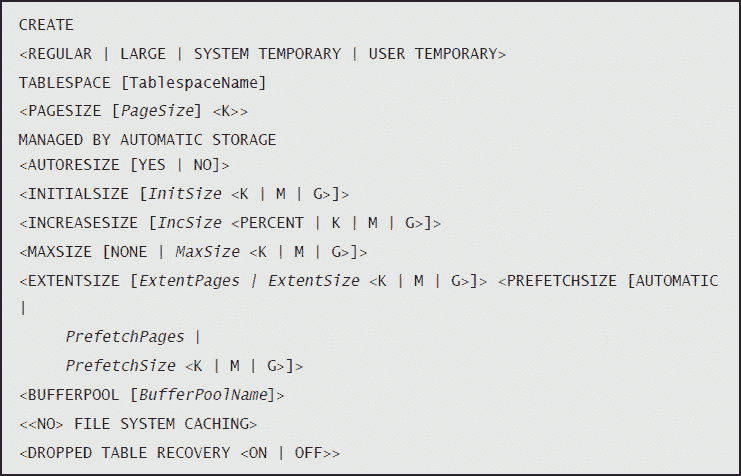 CREATE
<REGULAR | LARGE | SYSTEM TEMPORARY | USER TEMPORARY>
TABLESPACE [TablespaceName]
<PAGESIZE [PageSize] <K>>
MANAGED BY AUTOMATIC STORAGE
<AUTORESIZE [YES | NO]>
<INITIALSIZE [InitSize <K | M | G>]>
<INCREASESIZE [IncSize <PERCENT | K | M | G>]>
<MAXSIZE [NONE | MaxSize <K | M | G>]>
<EXTENTSIZE [ExtentPages | ExtentSize <K | M | G>]> <PREFETCHSIZE [AUTOMATIC
|
PrefetchPages |
PrefetchSize <K | M | G>]>
<BUFFERPOOL [BufferPoolName]>
<<NO> FILE SYSTEM CACHING>
<DROPPED TABLE RECOVERY <ON | OFF>>